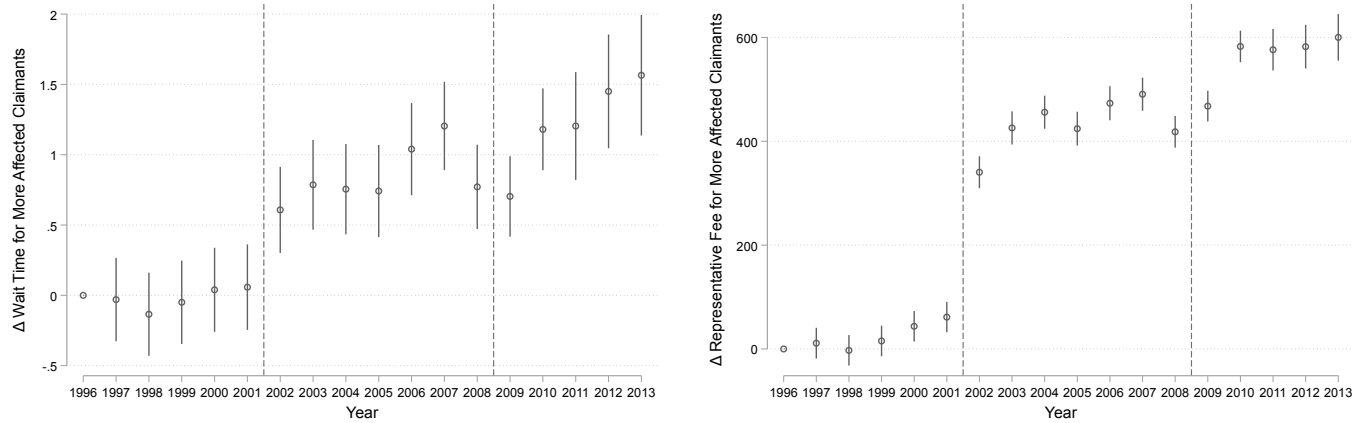 Δ Wait Time for More Affected Claimants
2
1.5
1
.5
0
-.5
1996 1997 1998 1999 2000 2001 2002 2003 2004 2005 2006 2007 2008 2009 2010 2011 2012 2013
Year
Δ Representative Fee for More Affected Claimants
600
400
200
0
1996 1997 1998 1999 2000 2001 2002 2003 2004 2005 2006 2007 2008 2009 2010 2011 2012 2013
Year